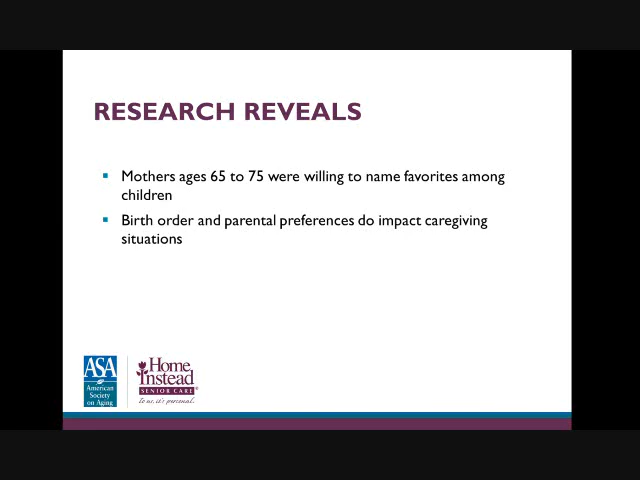 RESEARCH REVEALS
Mothers ages 65 to 75 were willing to name favorites among
children
Birth order and parental preferences do impact caregiving
situations
ASA
American
Society
on Aging
Home
Instead
SENIOR CARE
To us, it's personal.